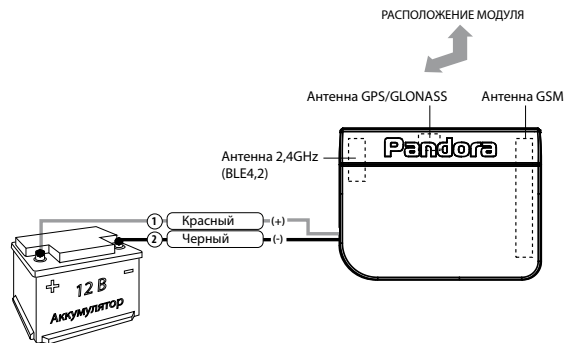 РАСПОЛОЖЕНИЕ МОДУЛЯ
Антенна GPS/GLONASS
Антенна GSM
Pandora
Антенна 2,4GHz
(BLE4,2)
1 Красный (+)
2 Черный (-)
+ −
12 В
Аккумулятор